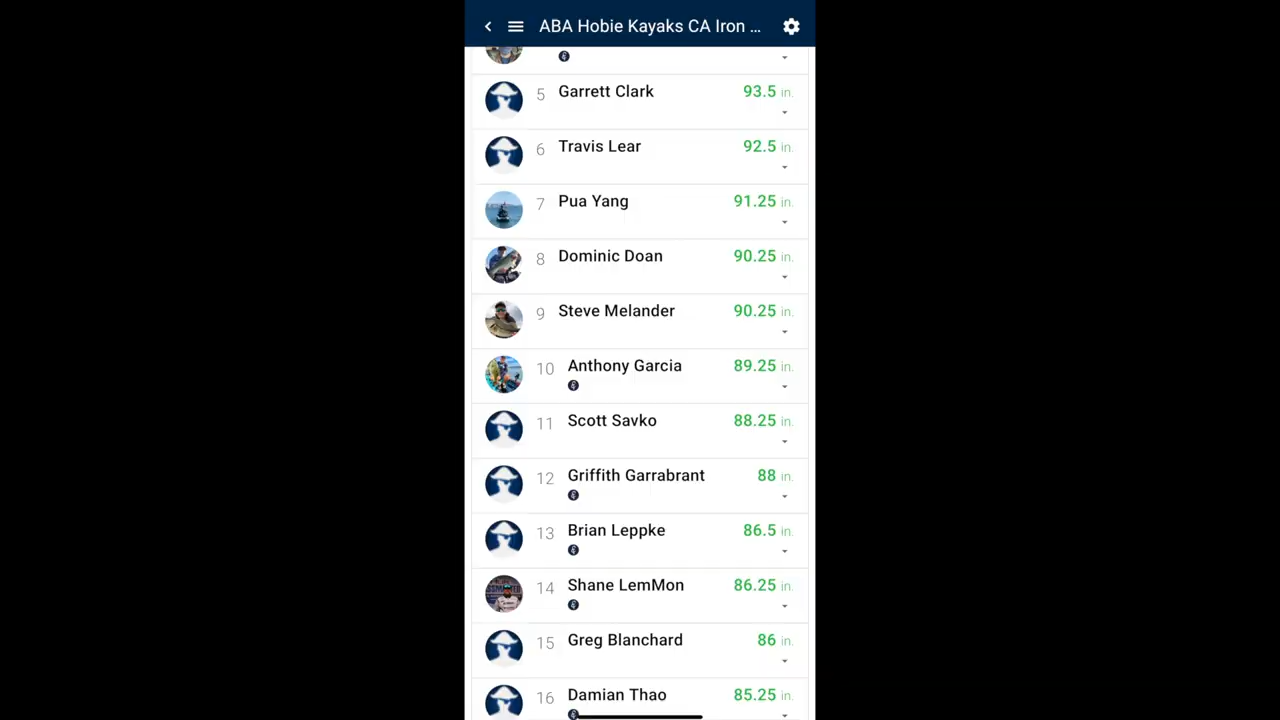 ABA Hobie Kayaks CA Iron ...
5 Garrett Clark 93.5 in.
6 Travis Lear 92.5 in.
7 Pua Yang 91.25 in.
8 Dominic Doan 90.25 in.
9 Steve Melander 90.25 in.
10 Anthony Garcia 89.25 in.
11 Scott Savko 88.25 in.
12 Griffith Garrabrant 88 in.
13 Brian Leppke 86.5 in.
14 Shane LemMon 86.25 in.
15 Greg Blanchard 86 in.
16 Damian Thao 85.25 in.